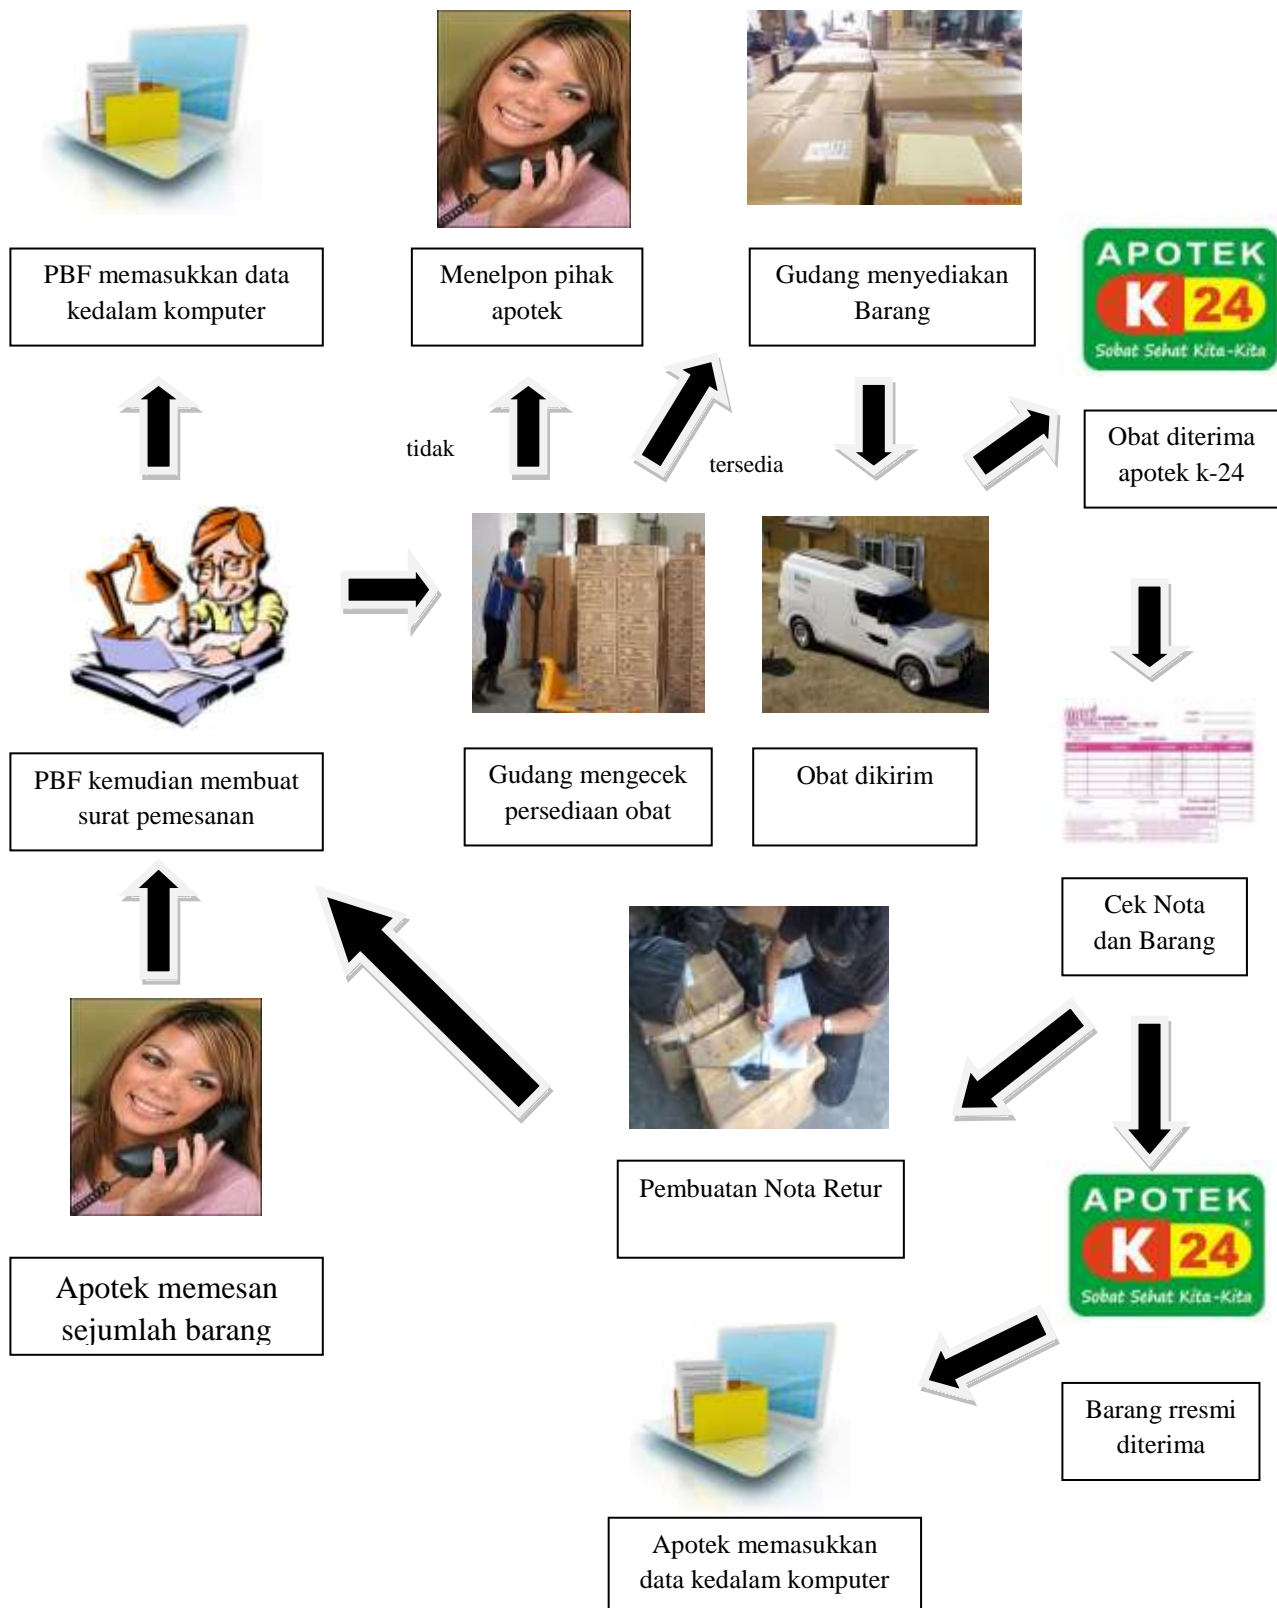 PBF memasukkan data
kedalam komputer
Menelpon pihak
apotek
Gudang menyediakan
Barang
APOTEK
K 24
Sobat Sehat Kita-Kita
tidak
tersedia
Obat diterima
apotek k-24
PBF kemudian membuat
surat pemesanan
Gudang mengecek
persediaan obat
Obat dikirim
Cek Nota
dan Barang
Pembuatan Nota Retur
APOTEK
K 24
Sobat Sehat Kita-Kita
Apotek memesan
sejumlah barang
Barang rresmi
diterima
Apotek memasukkan
data kedalam komputer